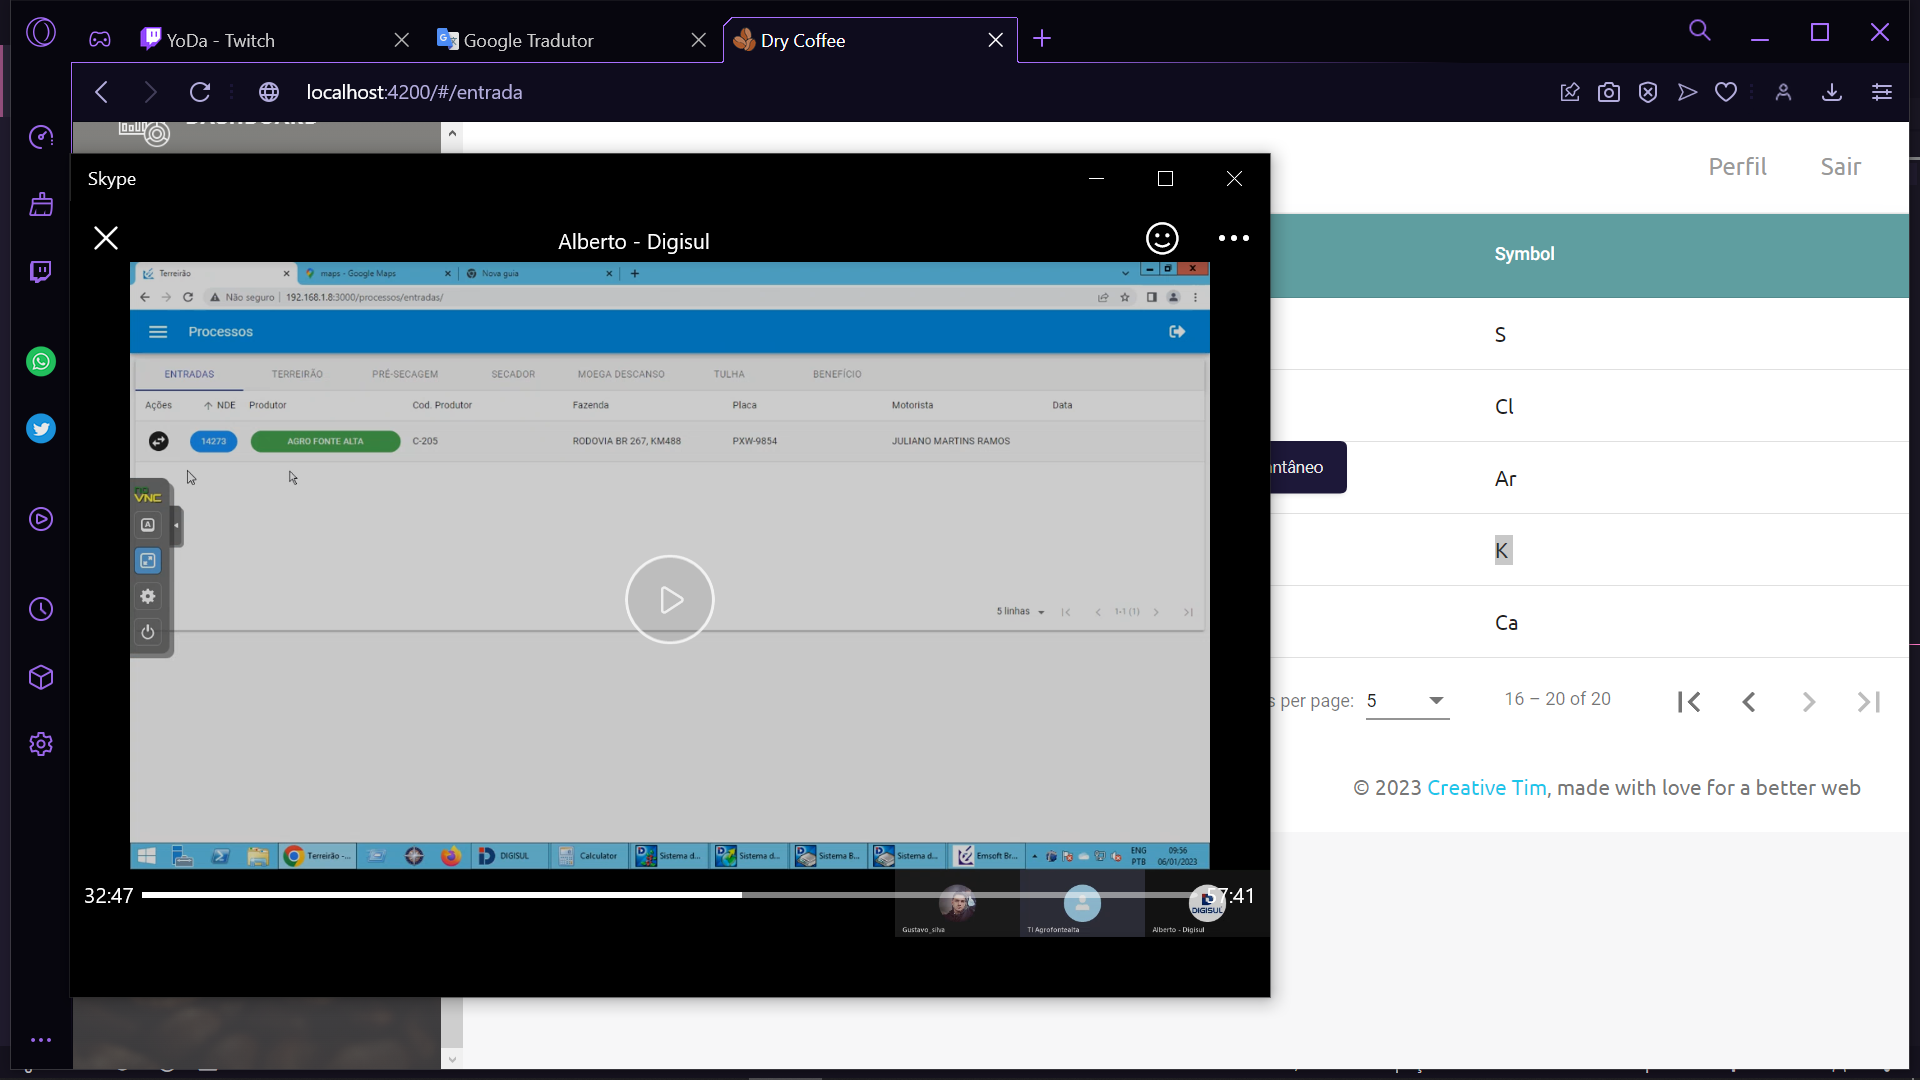 YoDa - Twitch
Google Tradutor
Dry Coffee
localhost:4200/#/entrada
Perfil
Sair
Skype
Alberto - Digisul
Symbol
Terreirão
maps - Google Maps
Nova guia
Não seguro
192.168.1.8:3000/processos/entradas/
Processos
S
ENTRADAS
TERREIRÃO
PRÉ-SECAGEM
SECADOR
MOEGA DESCANSO
TULHA
BENEFÍCIO
Ações
NDE
Produtor
Cod. Produtor
Fazenda
Placa
Motorista
Data
Cl
14273
AGRO FONTE ALTA
C-205
RODOVIA BR 267, KM488
PXW-9854
JULIANO MARTINS RAMOS
antâneo
Ar
VNC
A
K
5 linhas
1-1 (1)
Ca
s per page:
5
16 – 20 of 20
© 2023 Creative Tim, made with love for a better web
Terreirão -...
DIGISUL
Calculator
Sistema d...
Sistema d...
Sistema B...
Sistema d...
Emsoft Br...
ENG
PTB
09:56
06/01/2023
32:47
57:41
DIGISUL
Gustavo_silva
TI Agrofontealta
Alberto - Digisul